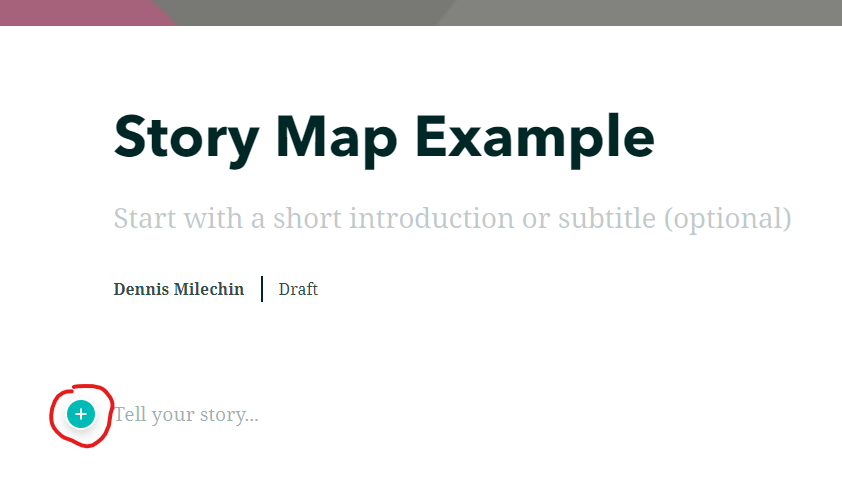 Story Map Example
Start with a short introduction or subtitle (optional)
Dennis Milechin | Draft
Tell your story...